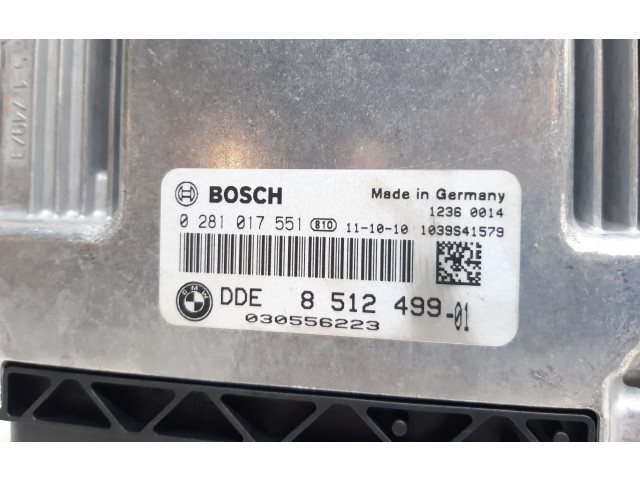 BOSCH Made in Germany
1236 0014
0 281 017 551 810 11-10-10 1039S41579
BMW DDE 8 512 499-01
030556223